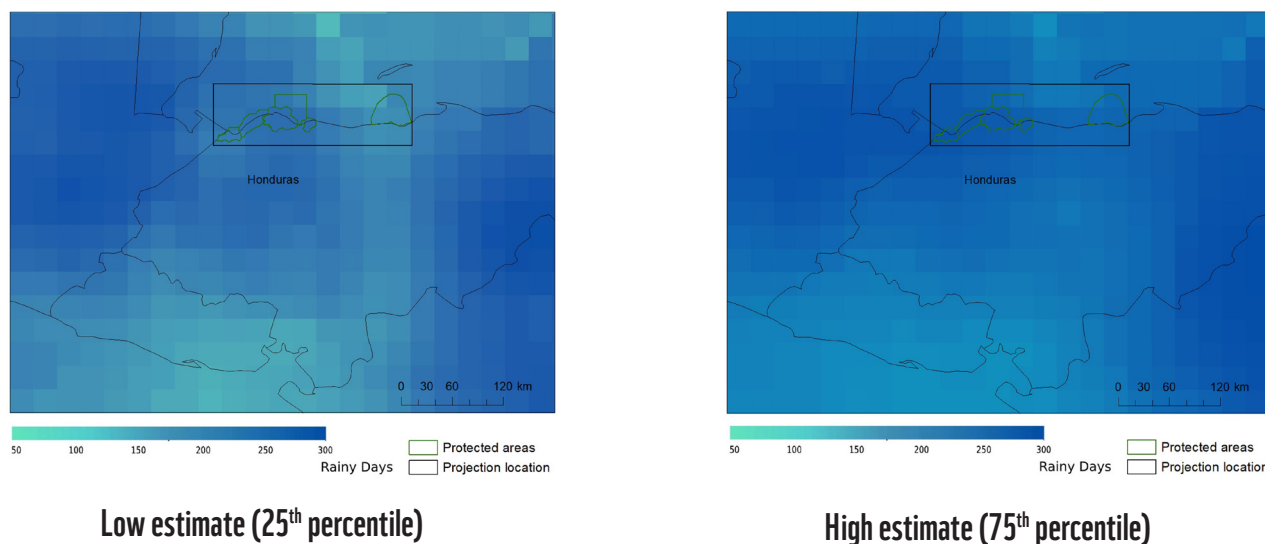 Honduras
0 30 60 120 km
50 100 150 200 250 300
Rainy Days
Protected areas
Projection location
Low estimate (25th percentile)
Honduras
0 30 60 120 km
50 100 150 200 250 300
Rainy Days
Protected areas
Projection location
High estimate (75th percentile)